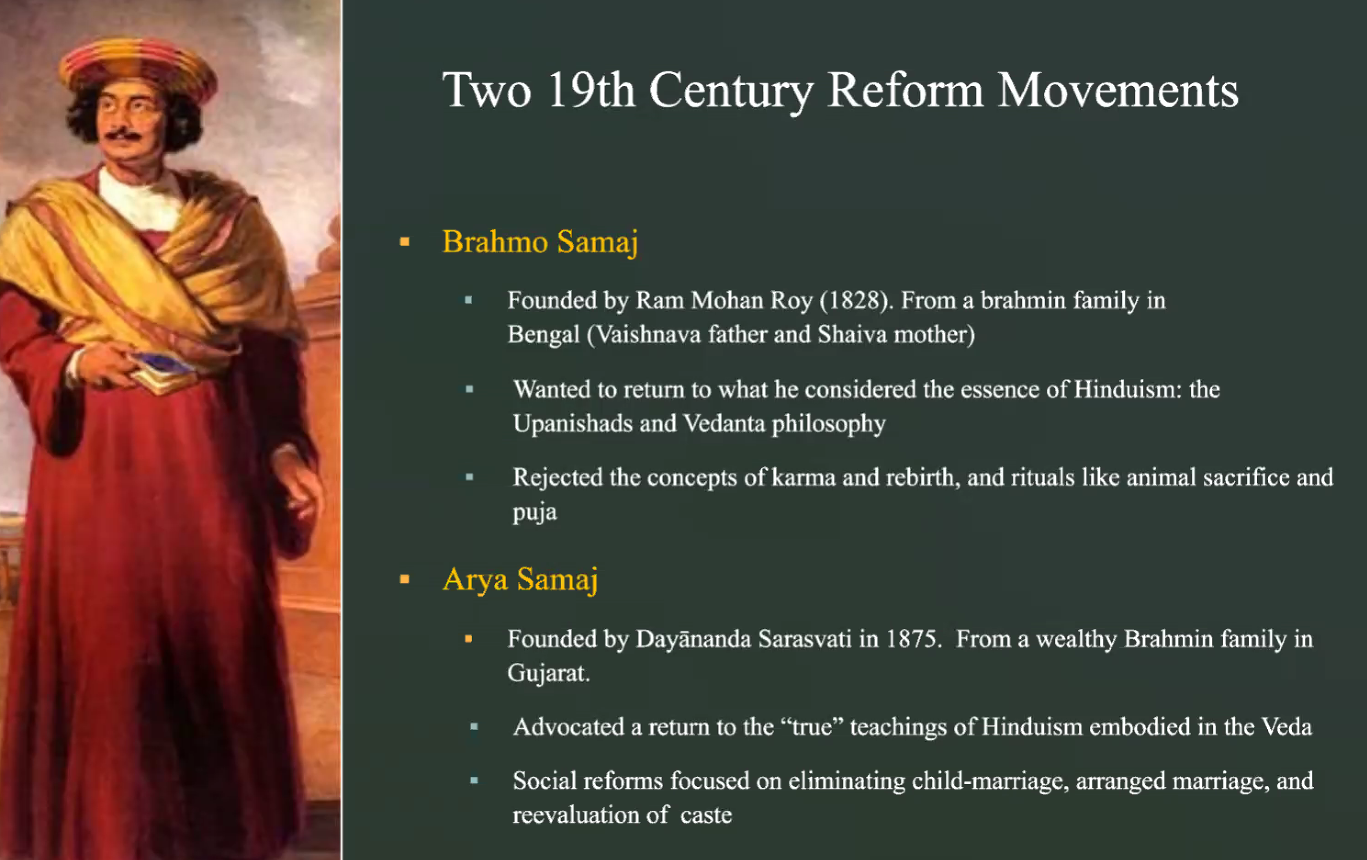 Two 19th Century Reform Movements
Brahmo Samaj
Founded by Ram Mohan Roy (1828). From a brahmin family in
Bengal (Vaishnava father and Shaiva mother)
Wanted to return to what he considered the essence of Hinduism: the
Upanishads and Vedanta philosophy
Rejected the concepts of karma and rebirth, and rituals like animal sacrifice and
puja
Arya Samaj
Founded by Dayānanda Sarasvati in 1875.  From a wealthy Brahmin family in
Gujarat.
Advocated a return to the “true” teachings of Hinduism embodied in the Veda
Social reforms focused on eliminating child-marriage, arranged marriage, and
reevaluation of  caste